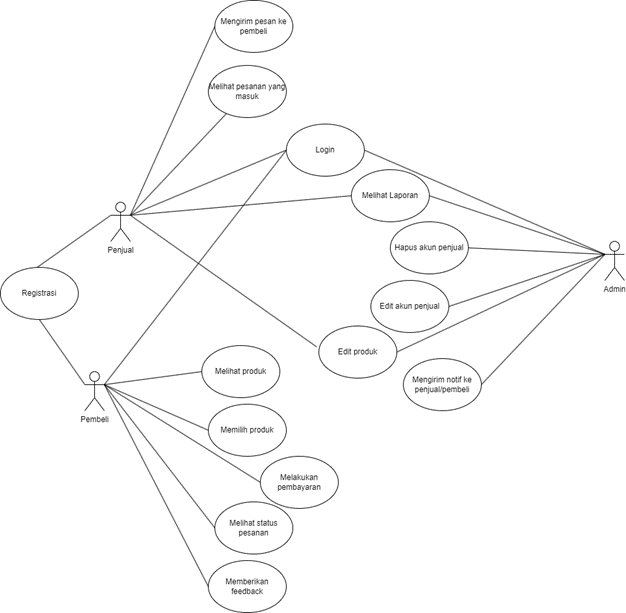 Mengirim pesan ke
pembeli
Melihat pesanan yang
masuk
Login
Melihat Laporan
Penjual
Hapus akun penjual
Admin
Registrasi
Edit akun penjual
Edit produk
Melihat produk
Mengirim notif ke
penjual/pembeli
Pembeli
Memilih produk
Melakukan
pembayaran
Melihat status
pesanan
Memberikan
feedback